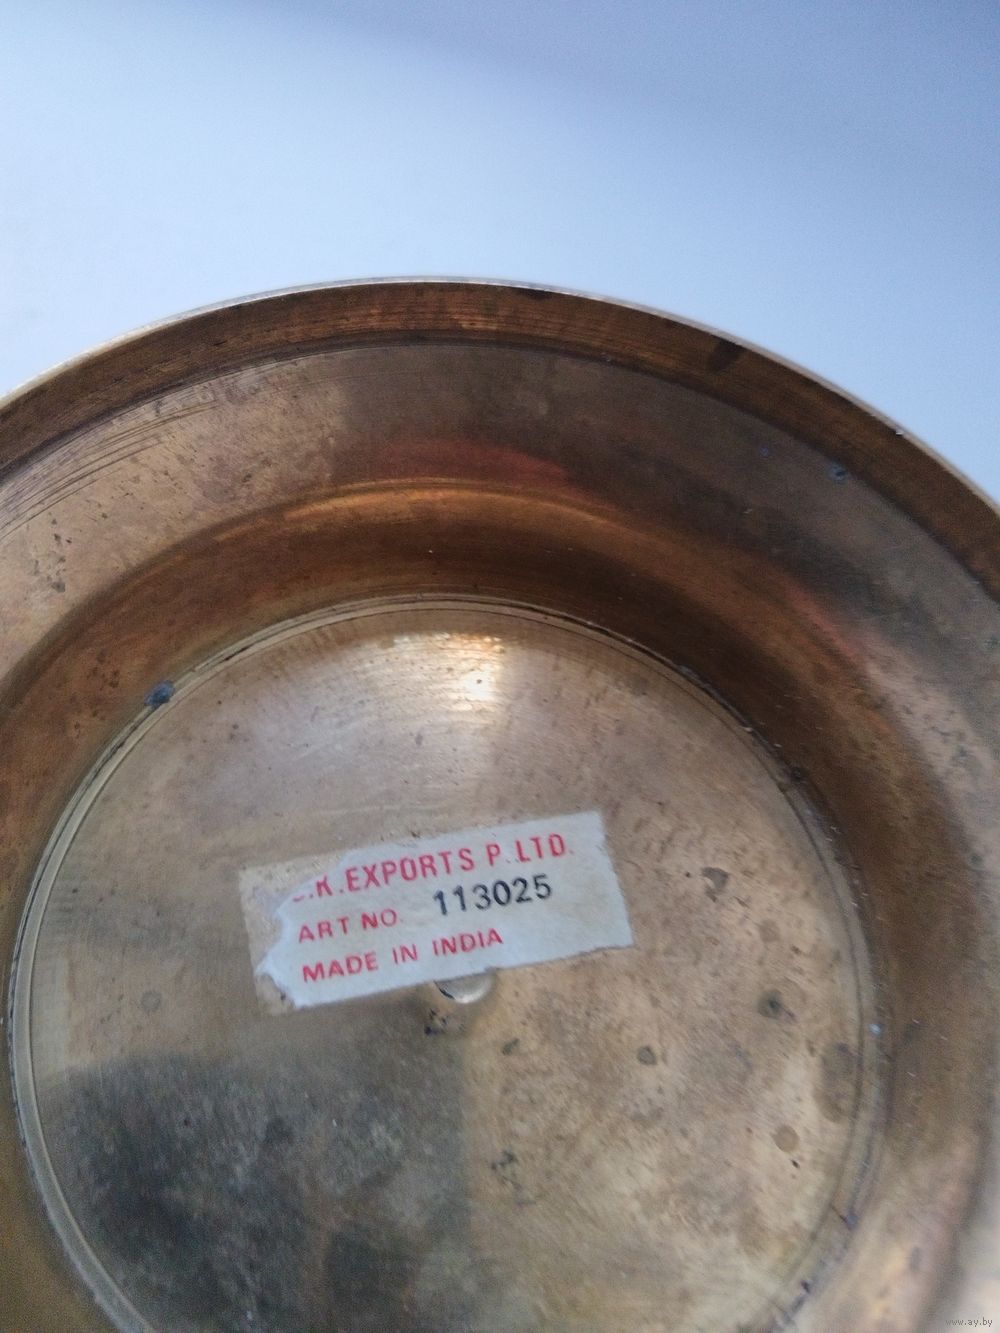 .K.EXPORTS P.LTD.
ART NO. 113025
MADE IN INDIA
www.ay.by